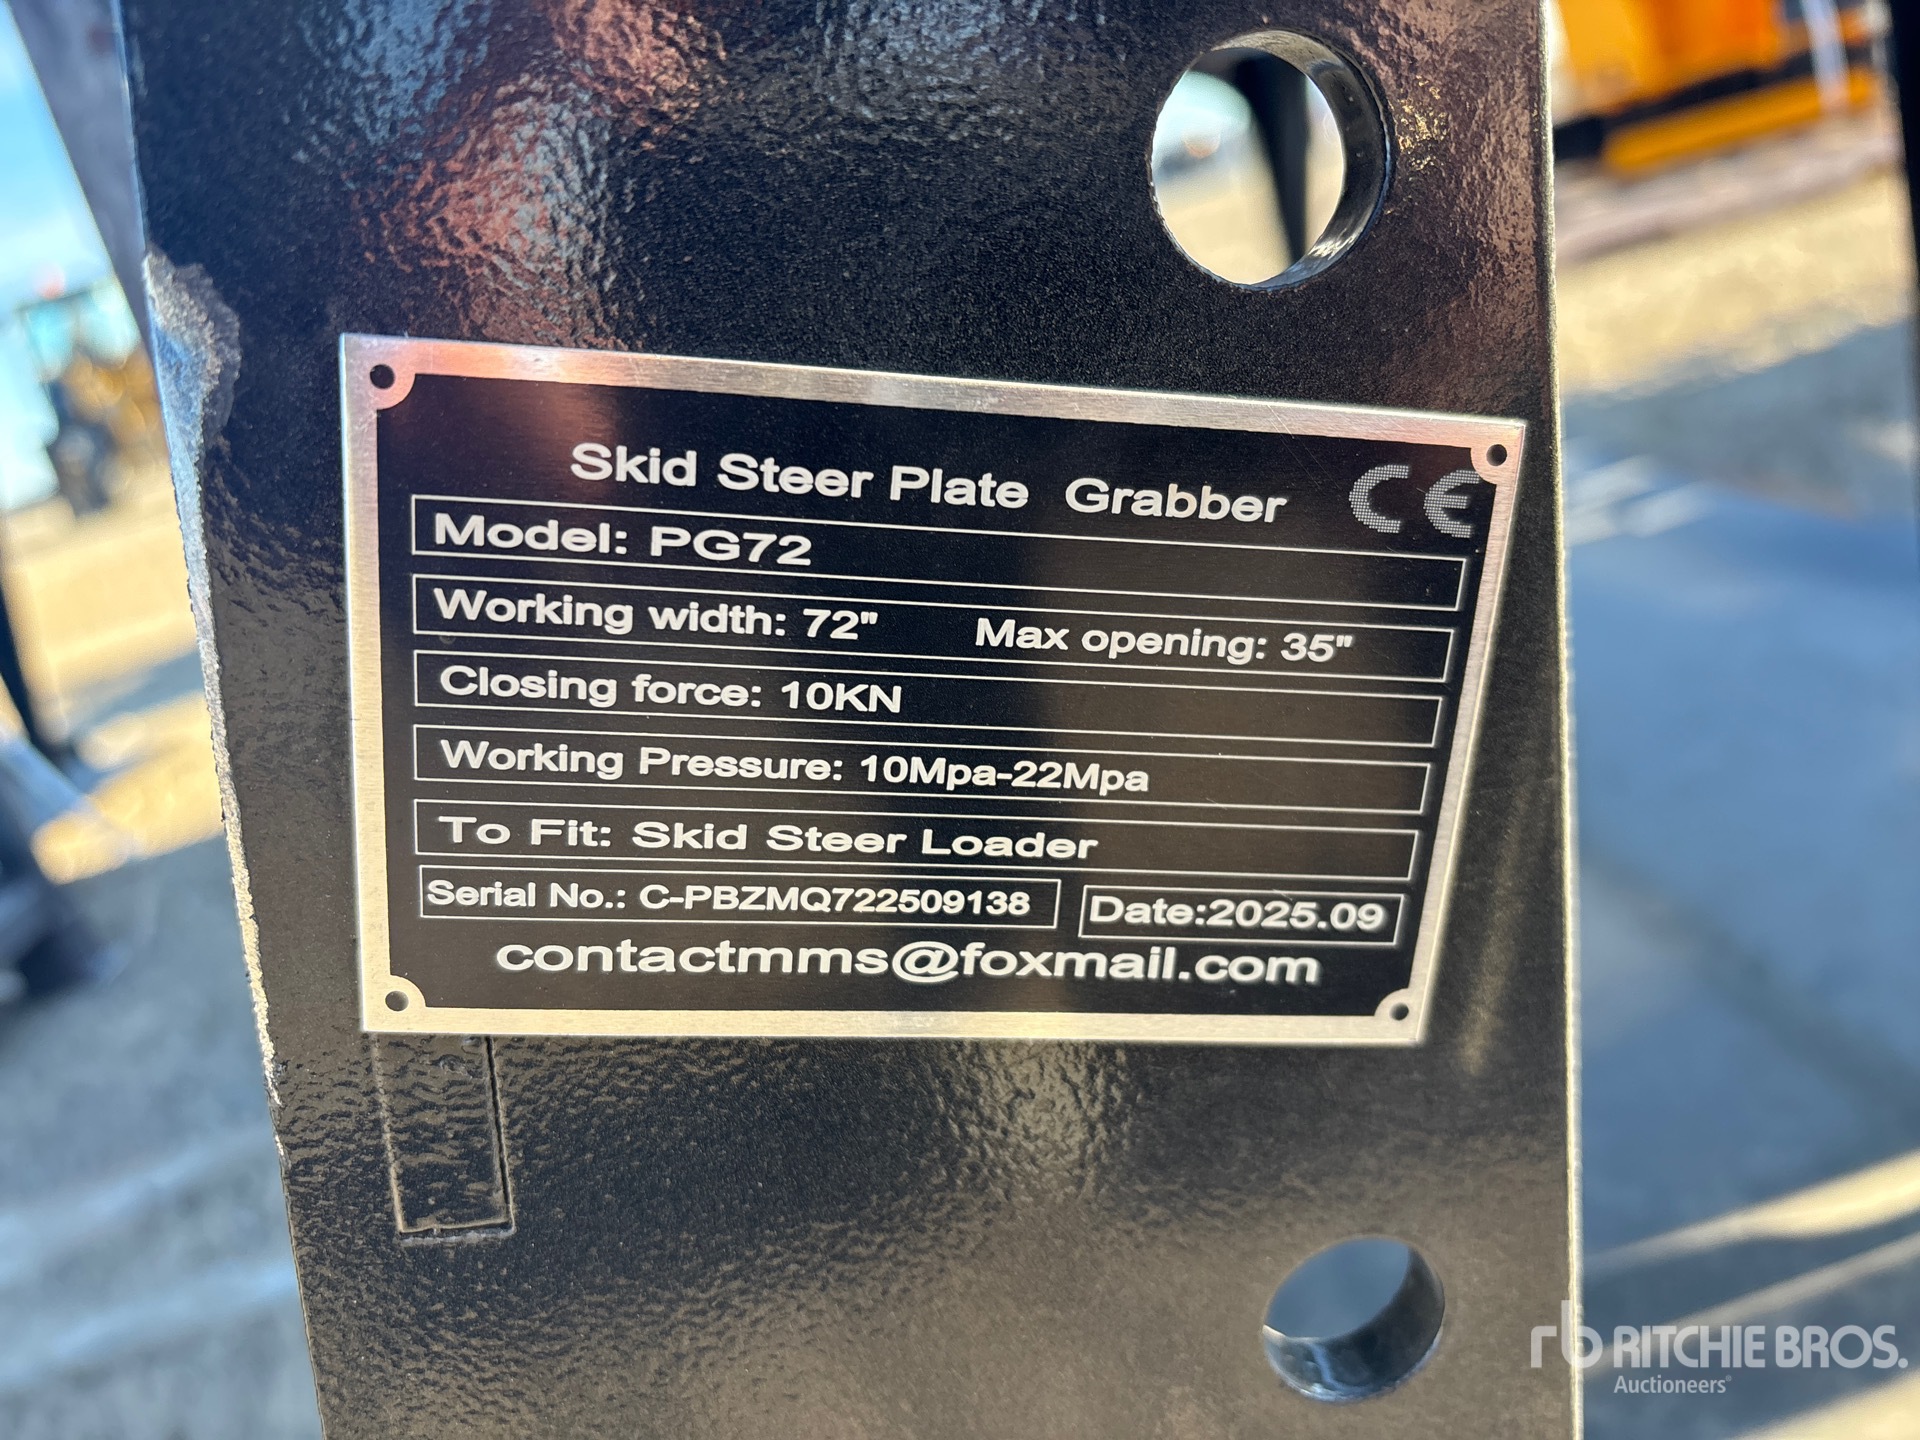 Skid Steer Plate Grabber CE
Model: PG72
Working width: 72" Max opening: 35"
Closing force: 10KN
Working Pressure: 10Mpa-22Mpa
To Fit: Skid Steer Loader
Serial No.: C-PBZMQ722509138 Date:2025.09
contactmms@foxmail.com
rb RITCHIE BROS.
Auctioneers®